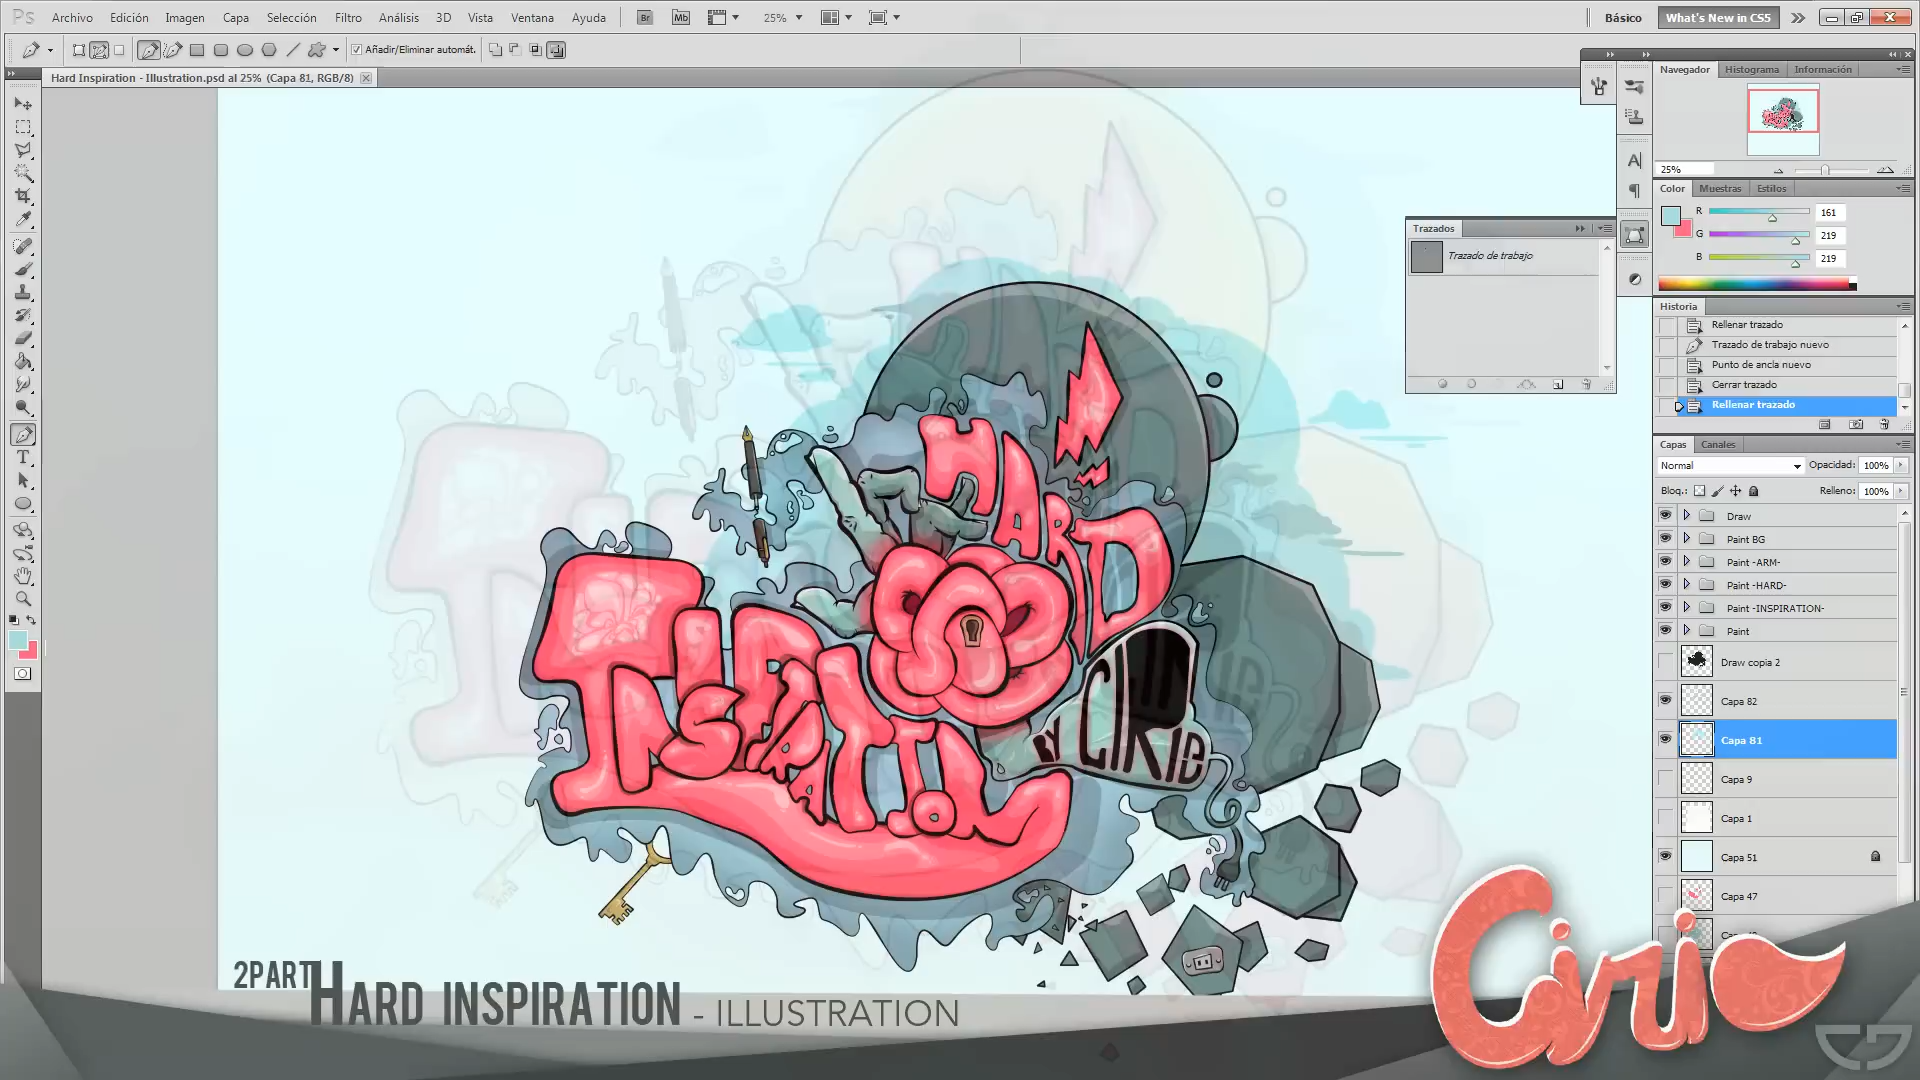 Ps Archivo Edición Imagen Capa Selección Filtro Análisis 3D Vista Ventana Ayuda Br Mb 25% Básico What's New in CS5
Añadir/Eliminar automát.
Hard Inspiration - Illustration.psd al 25% (Capa 81, RGB/8)
Navegador Histograma Información
25%
Color Muestras Estilos
R 161
G 219
B 219
Trazados
Trazado de trabajo
Historia
Rellenar trazado
Trazado de trabajo nuevo
Punto de ancla nuevo
Cerrar trazado
Rellenar trazado
Capas Canales
Normal Opacidad: 100%
Bloq.: Relleno: 100%
Draw
Paint BG
Paint -ARM-
Paint -HARD-
Paint -INSPIRATION-
Paint
Draw copia 2
Capa 82
Capa 81
Capa 9
Capa 1
Capa 51
Capa 47
HARD
INSPIRATION
BY CIRIE
2PART HARD INSPIRATION - ILLUSTRATION